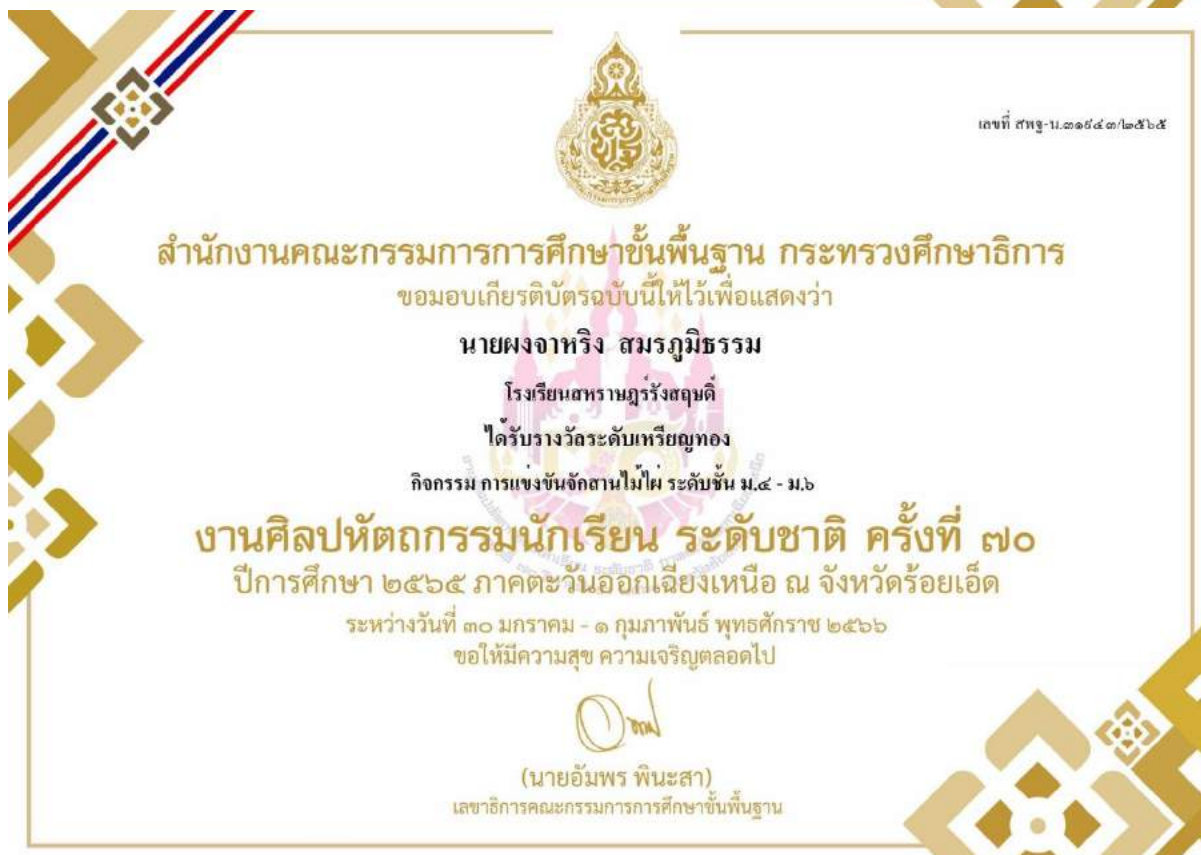 เลขที่ สพฐ-น.๓๑๙๔๓/๒๕๖๕
สำนักงานคณะกรรมการการศึกษาขั้นพื้นฐาน กระทรวงศึกษาธิการ
ขอมอบเกียรติบัตรฉบับนี้ให้ไว้เพื่อแสดงว่า
นายผงจาหริง สมรภูมิธรรม
โรงเรียนสหราษฎร์รังสฤษดิ์
ได้รับรางวัลระดับเหรียญทอง
กิจกรรม การแข่งขันจักสานไม้ไผ่ ระดับชั้น ม.๔ - ม.๖
งานศิลปหัตถกรรมนักเรียน ระดับชาติ ครั้งที่ ๗๐
ปีการศึกษา ๒๕๖๕ ภาคตะวันออกเฉียงเหนือ ณ จังหวัดร้อยเอ็ด
ระหว่างวันที่ ๓๐ มกราคม - ๑ กุมภาพันธ์ พุทธศักราช ๒๕๖๖
ขอให้มีความสุข ความเจริญตลอดไป
(นายอัมพร พินะสา)
เลขาธิการคณะกรรมการการศึกษาขั้นพื้นฐาน